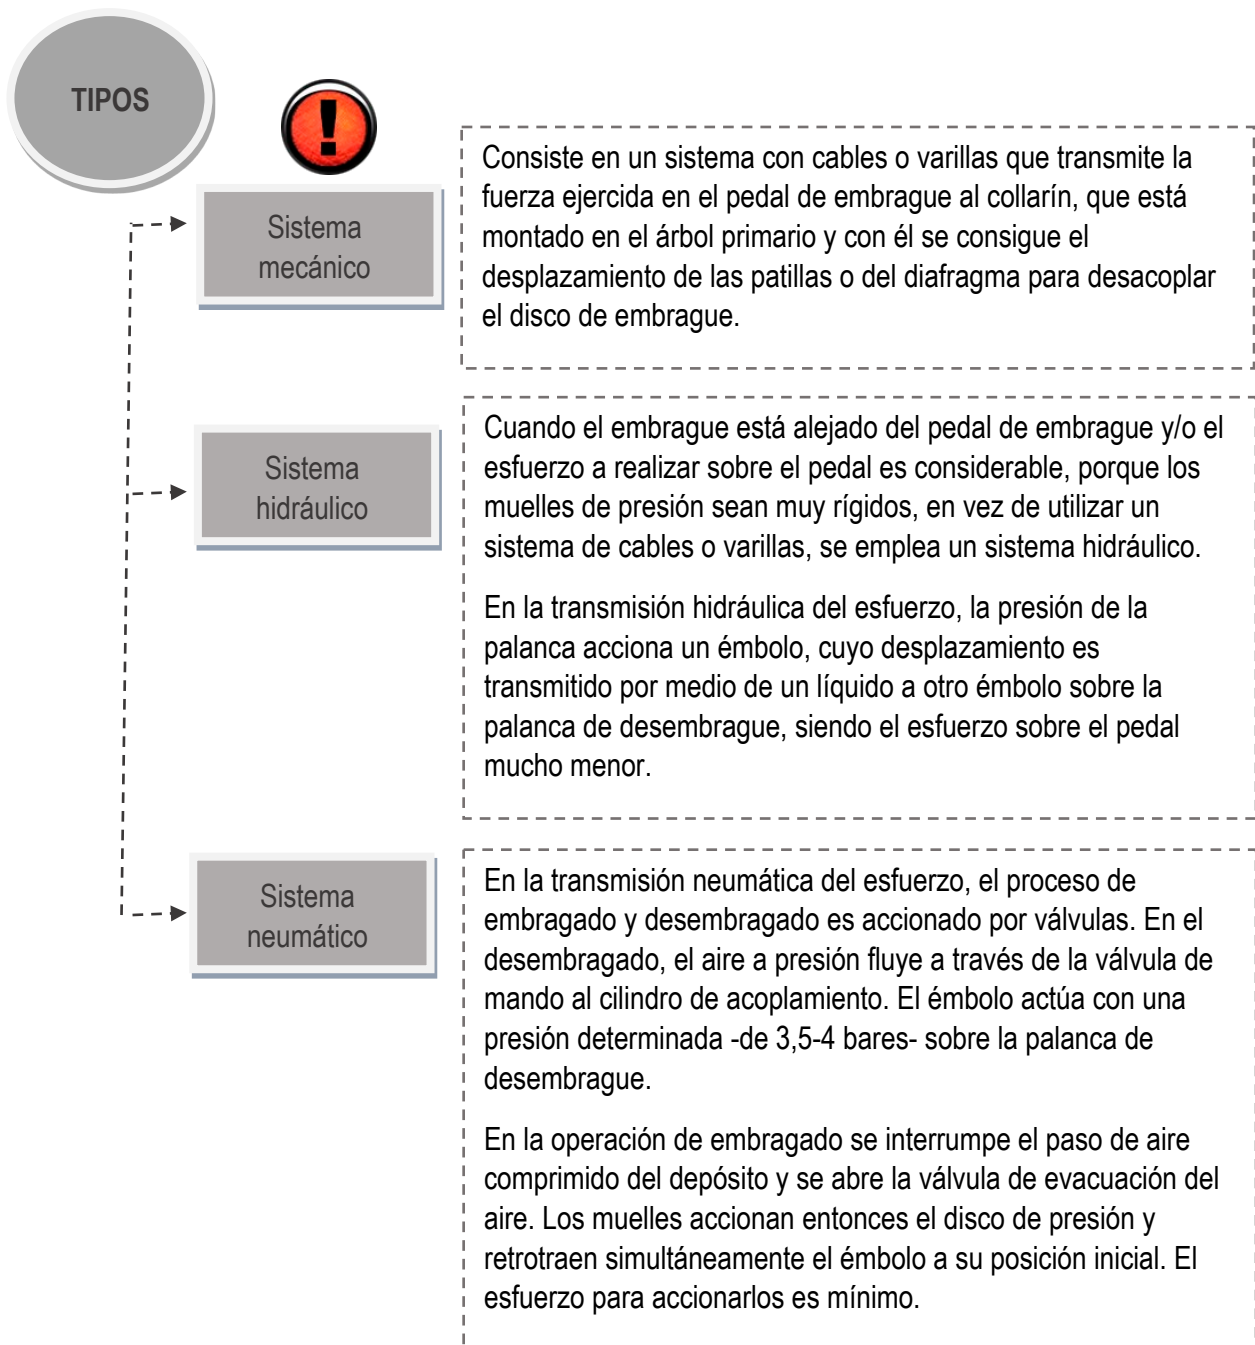 TIPOS
!
Sistema
mecánico
Consiste en un sistema con cables o varillas que transmite la
fuerza ejercida en el pedal de embrague al collarín, que está
montado en el árbol primario y con él se consigue el
desplazamiento de las patillas o del diafragma para desacoplar
el disco de embrague.
Sistema
hidráulico
Cuando el embrague está alejado del pedal de embrague y/o el
esfuerzo a realizar sobre el pedal es considerable, porque los
muelles de presión sean muy rígidos, en vez de utilizar un
sistema de cables o varillas, se emplea un sistema hidráulico.
En la transmisión hidráulica del esfuerzo, la presión de la
palanca acciona un émbolo, cuyo desplazamiento es
transmitido por medio de un líquido a otro émbolo sobre la
palanca de desembrague, siendo el esfuerzo sobre el pedal
mucho menor.
Sistema
neumático
En la transmisión neumática del esfuerzo, el proceso de
embragado y desembragado es accionado por válvulas. En el
desembragado, el aire a presión fluye a través de la válvula de
mando al cilindro de acoplamiento. El émbolo actúa con una
presión determinada -de 3,5-4 bares- sobre la palanca de
desembrague.
En la operación de embragado se interrumpe el paso de aire
comprimido del depósito y se abre la válvula de evacuación del
aire. Los muelles accionan entonces el disco de presión y
retrotraen simultáneamente el émbolo a su posición inicial. El
esfuerzo para accionarlos es mínimo.